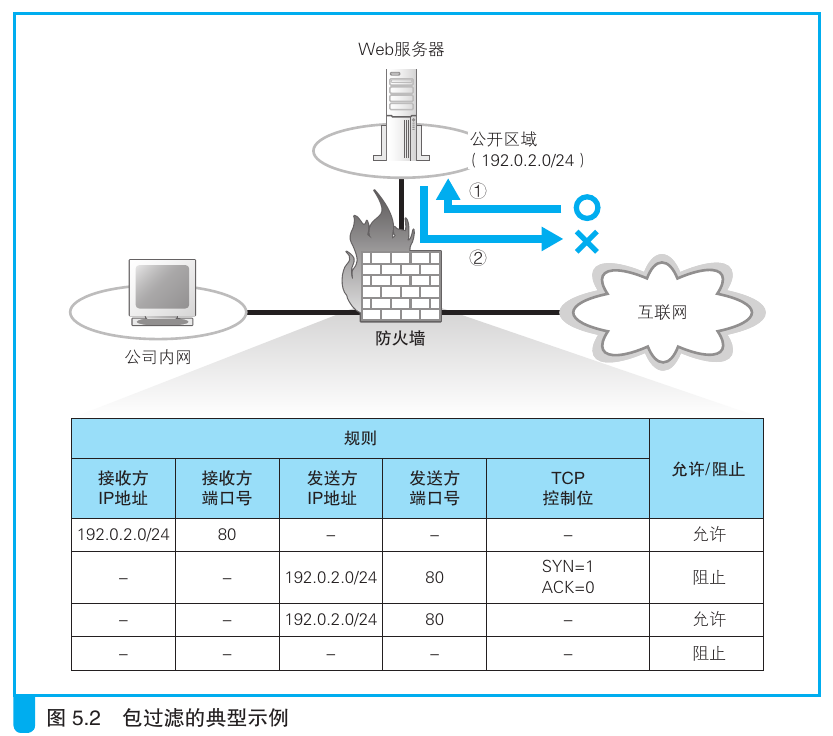 Web服务器
公开区域
(192.0.2.0/24)
①
②
互联网
防火墙
公司内网
规则
允许/阻止
接收方
IP地址
接收方
端口号
发送方
IP地址
发送方
端口号
TCP
控制位
192.0.2.0/24 80 – – – 允许
– – 192.0.2.0/24 80 SYN=1
ACK=0 阻止
– – 192.0.2.0/24 80 – 允许
– – – – – 阻止
图 5.2 包过滤的典型示例